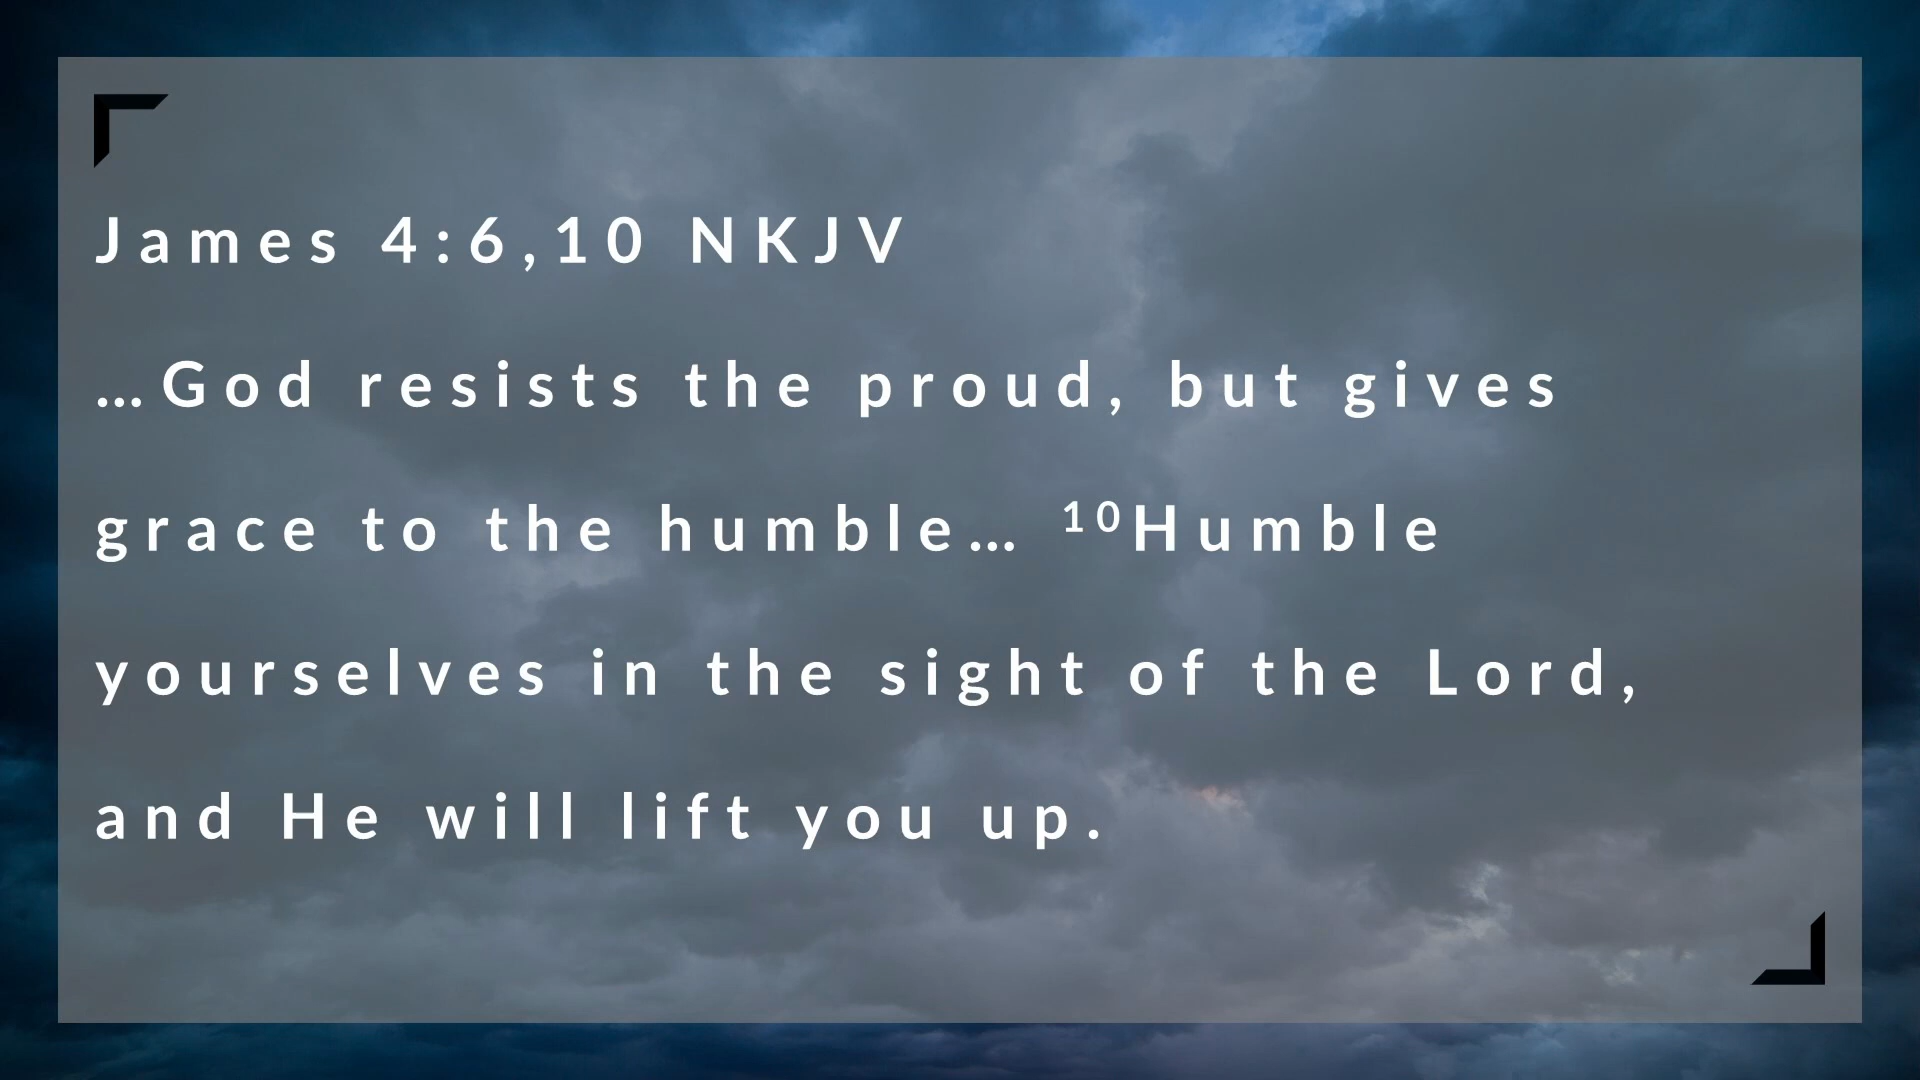 James 4:6,10 NKJV
…God resists the proud, but gives
grace to the humble… ¹⁰Humble
yourselves in the sight of the Lord,
and He will lift you up.